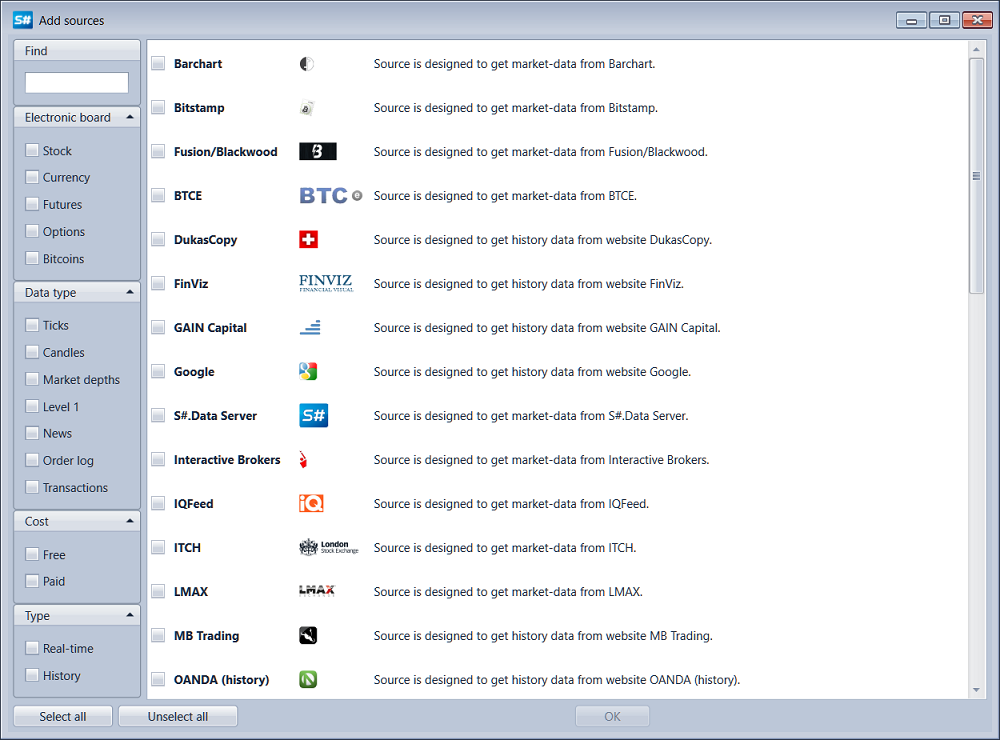 S# Add sources
Find
Electronic board
Stock
Currency
Futures
Options
Bitcoins
Data type
Ticks
Candles
Market depths
Level 1
News
Order log
Transactions
Cost
Free
Paid
Type
Real-time
History
Barchart Source is designed to get market-data from Barchart.
Bitstamp Source is designed to get market-data from Bitstamp.
Fusion/Blackwood B Source is designed to get market-data from Fusion/Blackwood.
BTCE BTC e Source is designed to get market-data from BTCE.
DukasCopy Source is designed to get history data from website DukasCopy.
FinViz FINVIZ FINANCIAL VISUAL Source is designed to get history data from website FinViz.
GAIN Capital Source is designed to get history data from website GAIN Capital.
Google g Source is designed to get history data from website Google.
S#.Data Server S# Source is designed to get market-data from S#.Data Server.
Interactive Brokers Source is designed to get market-data from Interactive Brokers.
IQFeed iQ Source is designed to get market-data from IQFeed.
ITCH London Stock Exchange Source is designed to get market-data from ITCH.
LMAX LMAX Source is designed to get market-data from LMAX.
MB Trading Source is designed to get history data from website MB Trading.
OANDA (history) Source is designed to get history data from website OANDA (history).
Select all Unselect all OK